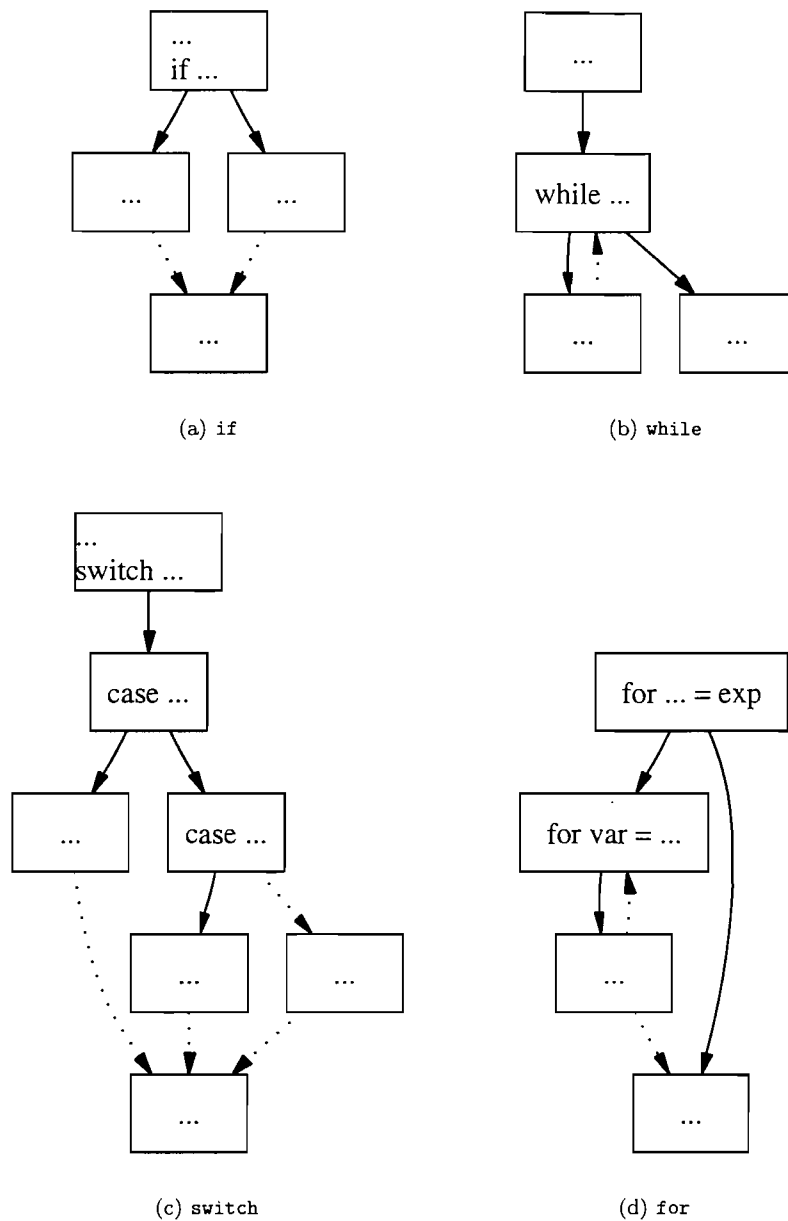 ...
if ...
...
...
...
(a) if
...
while ...
...
...
(b) while
...
switch ...
case ...
...
case ...
...
...
...
(c) switch
for ... = exp
for var = ...
...
...
(d) for